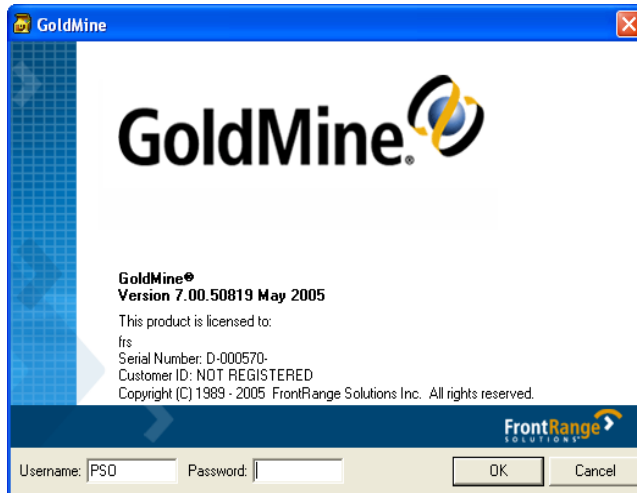 GoldMine
GoldMine®
GoldMine®
Version 7.00.50819 May 2005
This product is licensed to:
frs
Serial Number: D-000570-
Customer ID: NOT REGISTERED
Copyright (C) 1989 - 2005 FrontRange Solutions Inc. All rights reserved.
FrontRange
SOLUTIONS
Username: PSO Password: OK Cancel